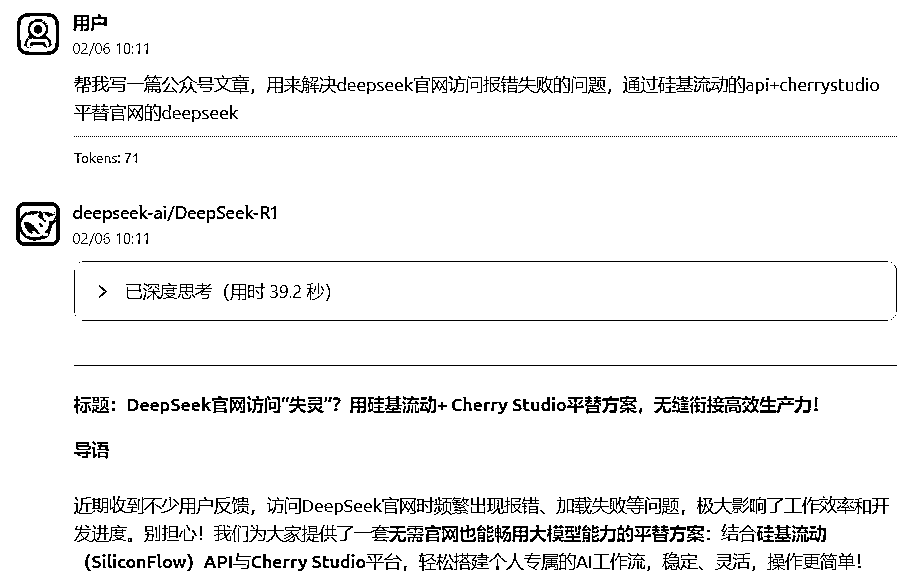 用户
02/06 10:11
帮我写一篇公众号文章，用来解决deepseek官网访问报错失败的问题，通过硅基流动的api+cherrystudio
平替官网的deepseek
Tokens: 71
deepseek-ai/DeepSeek-R1
02/06 10:11
已深度思考（用时 39.2 秒）
标题：DeepSeek官网访问“失灵”？用硅基流动+ Cherry Studio平替方案，无缝衔接高效生产力！
导语
近期收到不少用户反馈，访问DeepSeek官网时频繁出现报错、加载失败等问题，极大影响了工作效率和开
发进度。别担心！我们为大家提供了一套无需官网也能畅用大模型能力的平替方案：结合硅基流动
（SiliconFlow）API与Cherry Studio平台，轻松搭建个人专属的AI工作流，稳定、灵活，操作更简单！